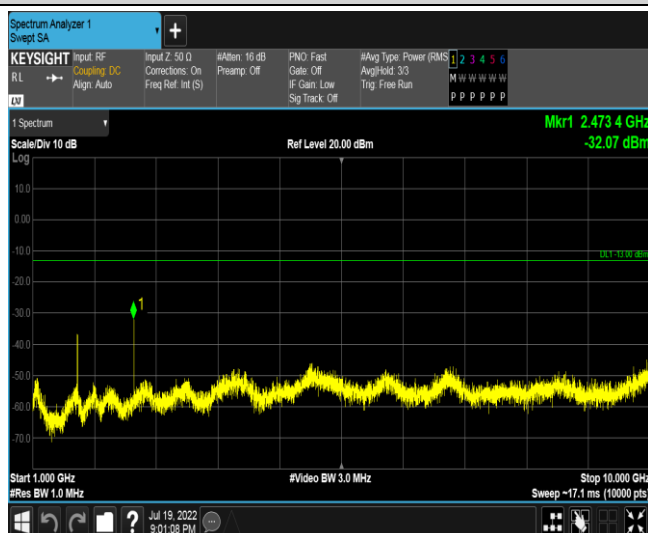 Spectrum Analyzer 1
Swept SA
+
KEYSIGHT
RL
LXI
Input: RF
Coupling: DC
Align: Auto
Input Z: 50 Ω
Corrections: On
Freq Ref: Int (S)
#Atten: 16 dB
Preamp: Off
PNO: Fast
Gate: Off
IF Gain: Low
Sig Track: Off
#Avg Type: Power (RMS
Avg|Hold: 3/3
Trig: Free Run
1 2 3 4 5 6
M W W W W W
P P P P P P
1 Spectrum
Mkr1 2.473 4 GHz
Scale/Div 10 dB
Ref Level 20.00 dBm
-32.07 dBm
Log
10.0
0.00
-10.0
DL1 -13.00 dBm
-20.0
-30.0
1
-40.0
-50.0
-60.0
-70.0
Start 1.000 GHz
#Video BW 3.0 MHz
Stop 10.000 GHz
#Res BW 1.0 MHz
Sweep ~17.1 ms (10000 pts)
?
Jul 19, 2022
9:01:08 PM